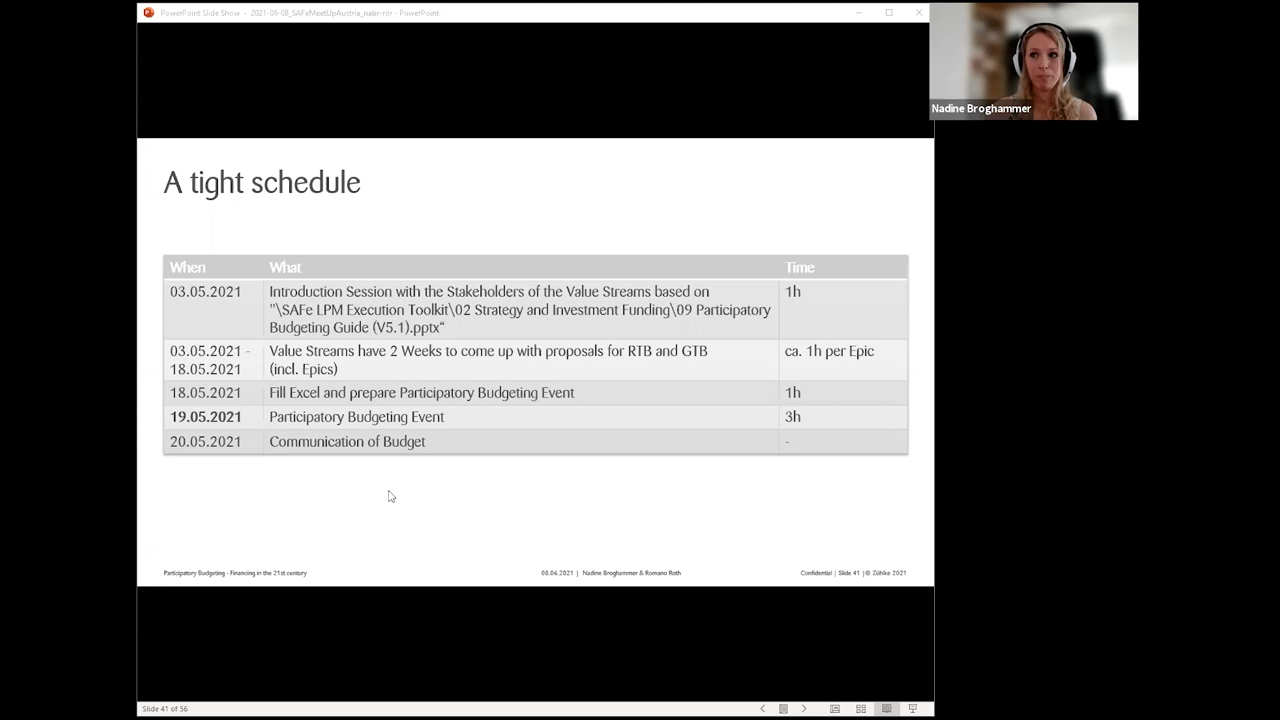 PowerPoint Slide Show - 2021-06-08_SAFeMeetUpAustria_nabr-ror - PowerPoint
Nadine Broghammer
A tight schedule
When What Time
03.05.2021 Introduction Session with the Stakeholders of the Value Streams based on 1h
"\SAFe LPM Execution Toolkit\02 Strategy and Investment Funding\09 Participatory
Budgeting Guide (V5.1).pptx“
03.05.2021 - Value Streams have 2 Weeks to come up with proposals for RTB and GTB ca. 1h per Epic
18.05.2021 (incl. Epics)
18.05.2021 Fill Excel and prepare Participatory Budgeting Event 1h
19.05.2021 Participatory Budgeting Event 3h
20.05.2021 Communication of Budget -
Participatory Budgeting - Financing in the 21st century 08.06.2021 | Nadine Broghammer & Romano Roth Confidential | Slide 41 | © Zühlke 2021
Slide 41 of 56